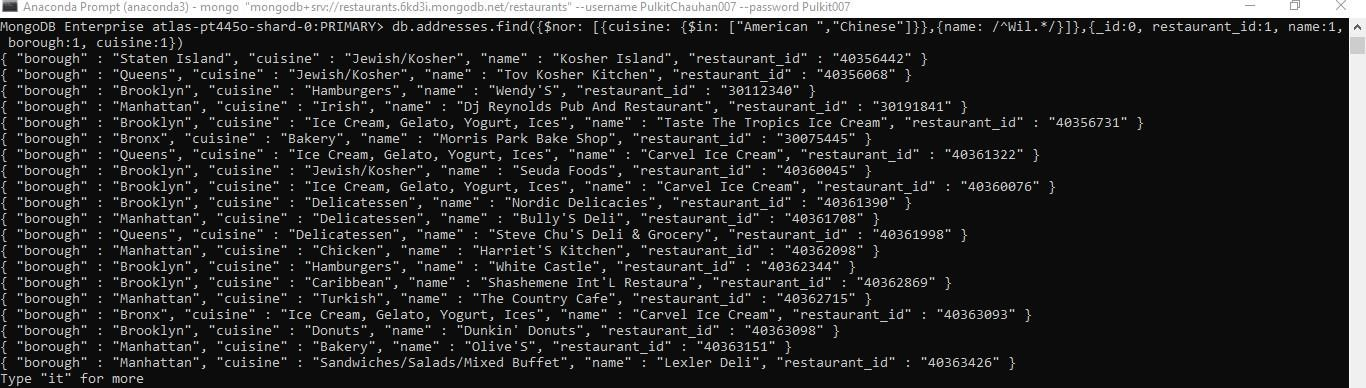 Anaconda Prompt (anaconda3) - mongo "mongodb+srv://restaurants.6kd3i.mongodb.net/restaurants" --username PulkitChauhan007 --password Pulkit007
MongoDB Enterprise atlas-pt445o-shard-0:PRIMARY> db.addresses.find({$nor: [{cuisine: {$in: ["American ","Chinese"]}},{name: /^Wil.*/}]},{_id:0, restaurant_id:1, name:1,
 borough:1, cuisine:1})
{ "borough" : "Staten Island", "cuisine" : "Jewish/Kosher", "name" : "Kosher Island", "restaurant_id" : "40356442" }
{ "borough" : "Queens", "cuisine" : "Jewish/Kosher", "name" : "Tov Kosher Kitchen", "restaurant_id" : "40356068" }
{ "borough" : "Brooklyn", "cuisine" : "Hamburgers", "name" : "Wendy'S", "restaurant_id" : "30112340" }
{ "borough" : "Manhattan", "cuisine" : "Irish", "name" : "Dj Reynolds Pub And Restaurant", "restaurant_id" : "30191841" }
{ "borough" : "Brooklyn", "cuisine" : "Ice Cream, Gelato, Yogurt, Ices", "name" : "Taste The Tropics Ice Cream", "restaurant_id" : "40356731" }
{ "borough" : "Bronx", "cuisine" : "Bakery", "name" : "Morris Park Bake Shop", "restaurant_id" : "30075445" }
{ "borough" : "Queens", "cuisine" : "Ice Cream, Gelato, Yogurt, Ices", "name" : "Carvel Ice Cream", "restaurant_id" : "40361322" }
{ "borough" : "Brooklyn", "cuisine" : "Jewish/Kosher", "name" : "Seuda Foods", "restaurant_id" : "40360045" }
{ "borough" : "Brooklyn", "cuisine" : "Ice Cream, Gelato, Yogurt, Ices", "name" : "Carvel Ice Cream", "restaurant_id" : "40360076" }
{ "borough" : "Brooklyn", "cuisine" : "Delicatessen", "name" : "Nordic Delicacies", "restaurant_id" : "40361390" }
{ "borough" : "Manhattan", "cuisine" : "Delicatessen", "name" : "Bully'S Deli", "restaurant_id" : "40361708" }
{ "borough" : "Queens", "cuisine" : "Delicatessen", "name" : "Steve Chu'S Deli & Grocery", "restaurant_id" : "40361998" }
{ "borough" : "Manhattan", "cuisine" : "Chicken", "name" : "Harriet'S Kitchen", "restaurant_id" : "40362098" }
{ "borough" : "Brooklyn", "cuisine" : "Hamburgers", "name" : "White Castle", "restaurant_id" : "40362344" }
{ "borough" : "Brooklyn", "cuisine" : "Caribbean", "name" : "Shashemene Int'L Restaura", "restaurant_id" : "40362869" }
{ "borough" : "Manhattan", "cuisine" : "Turkish", "name" : "The Country Cafe", "restaurant_id" : "40362715" }
{ "borough" : "Bronx", "cuisine" : "Ice Cream, Gelato, Yogurt, Ices", "name" : "Carvel Ice Cream", "restaurant_id" : "40363093" }
{ "borough" : "Brooklyn", "cuisine" : "Donuts", "name" : "Dunkin' Donuts", "restaurant_id" : "40363098" }
{ "borough" : "Manhattan", "cuisine" : "Bakery", "name" : "Olive'S", "restaurant_id" : "40363151" }
{ "borough" : "Manhattan", "cuisine" : "Sandwiches/Salads/Mixed Buffet", "name" : "Lexler Deli", "restaurant_id" : "40363426" }
Type "it" for more